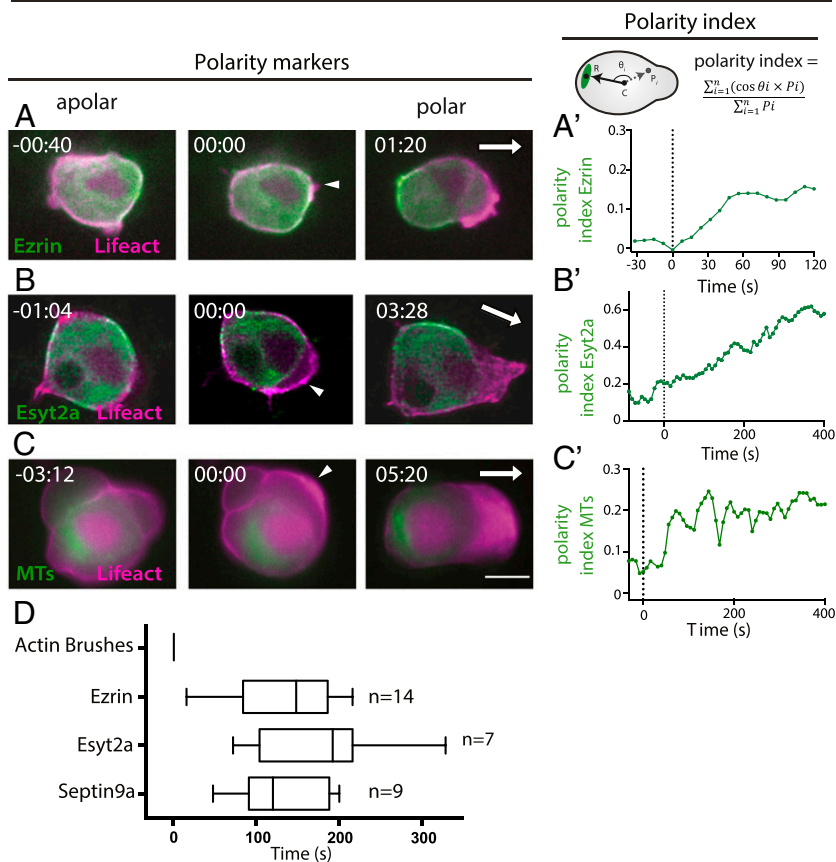 Polarity index
Polarity markers
R
θi
Pi
C
polarity index =
∑ⁿᵢ₌₁(cos θi × Pi)
∑ⁿᵢ₌₁ Pi
apolar
polar
A
-00:40
Ezrin
Lifeact
00:00
01:20
A'
polarity
index Ezrin
0.3
0.2
0.1
0
-30
0
30
60
90
120
Time (s)
B
-01:04
Esyt2a
Lifeact
00:00
03:28
B'
polarity
index Esyt2a
0.6
0.4
0.2
0
0
200
400
Time (s)
C
-03:12
MTs
Lifeact
00:00
05:20
C'
polarity
index MTs
0.3
0.2
0.1
0
0
200
400
Time (s)
D
Actin Brushes
Ezrin
n=14
Esyt2a
n=7
Septin9a
n=9
0
100
200
300
Time (s)